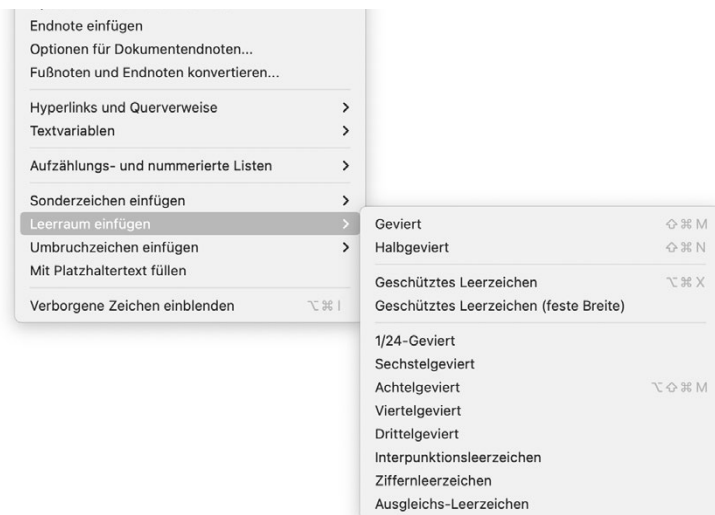 Endnote einfügen
Optionen für Dokumentendnoten...
Fußnoten und Endnoten konvertieren...
Hyperlinks und Querverweise >
Textvariablen >
Aufzählungs- und nummerierte Listen >
Sonderzeichen einfügen >
Leerraum einfügen >
Umbruchzeichen einfügen >
Mit Platzhaltertext füllen
Verborgene Zeichen einblenden ⌥⌘I
Geviert ⇧⌘M
Halbgeviert ⇧⌘N
Geschütztes Leerzeichen ⌥⌘X
Geschütztes Leerzeichen (feste Breite)
1/24-Geviert
Sechstelgeviert
Achtelgeviert ⌥⇧⌘M
Viertelgeviert
Drittelgeviert
Interpunktionsleerzeichen
Ziffernleerzeichen
Ausgleichs-Leerzeichen